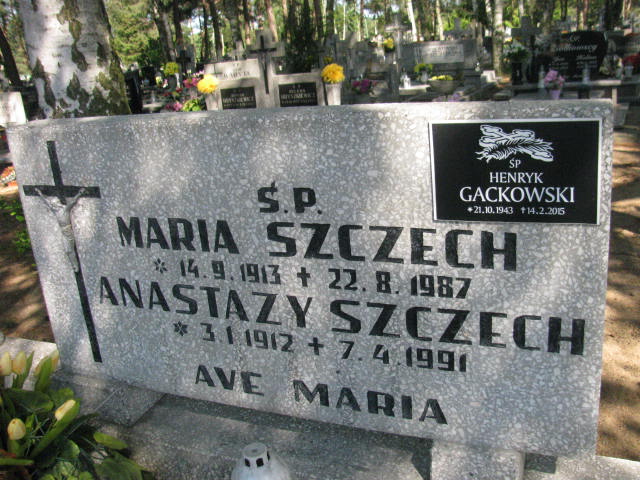 Ś.P.
MARIA SZCZECH
* 14.9.1913 + 22.8.1987
ANASTAZY SZCZECH
* 3.1.1912 + 7.4.1991
AVE MARIA
ŚP
HENRYK
GACKOWSKI
*21.10.1943 †14.2.2015